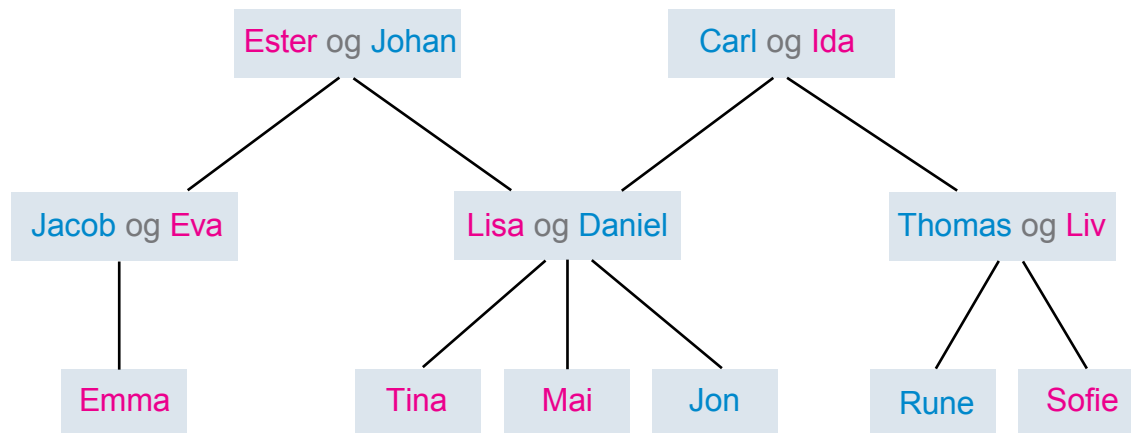 Ester og Johan
Carl og Ida
Jacob og Eva
Lisa og Daniel
Thomas og Liv
Emma
Tina
Mai
Jon
Rune
Sofie